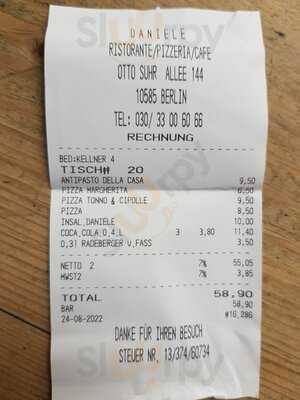 DANIELE
RISTORANTE/PIZZERIA/CAFE
OTTO SUHR ALLEE 144
10585 BERLIN
TEL: 030/ 33 00 60 66
RECHNUNG
BED:KELLNER 4
TISCH# 20
ANTIPASTO DELLA CASA 9,50
PIZZA MARGHERITA 6,50
PIZZA TONNO & CIPOLLE 9,50
PIZZA 8,50
INSAL,DANIELE 10,00
COCA,COLA,0,4 L 3 3,80 11,40
0,3l RADEBERGER v,FASS 3,50
NETTO 2 7% 55,05
MWST2 7% 3,85
TOTAL 58,90
BAR 58,90
24-08-2022 #16,286
DANKE FÜR IHREN BESUCH
STEUER NR, 13/374/60734